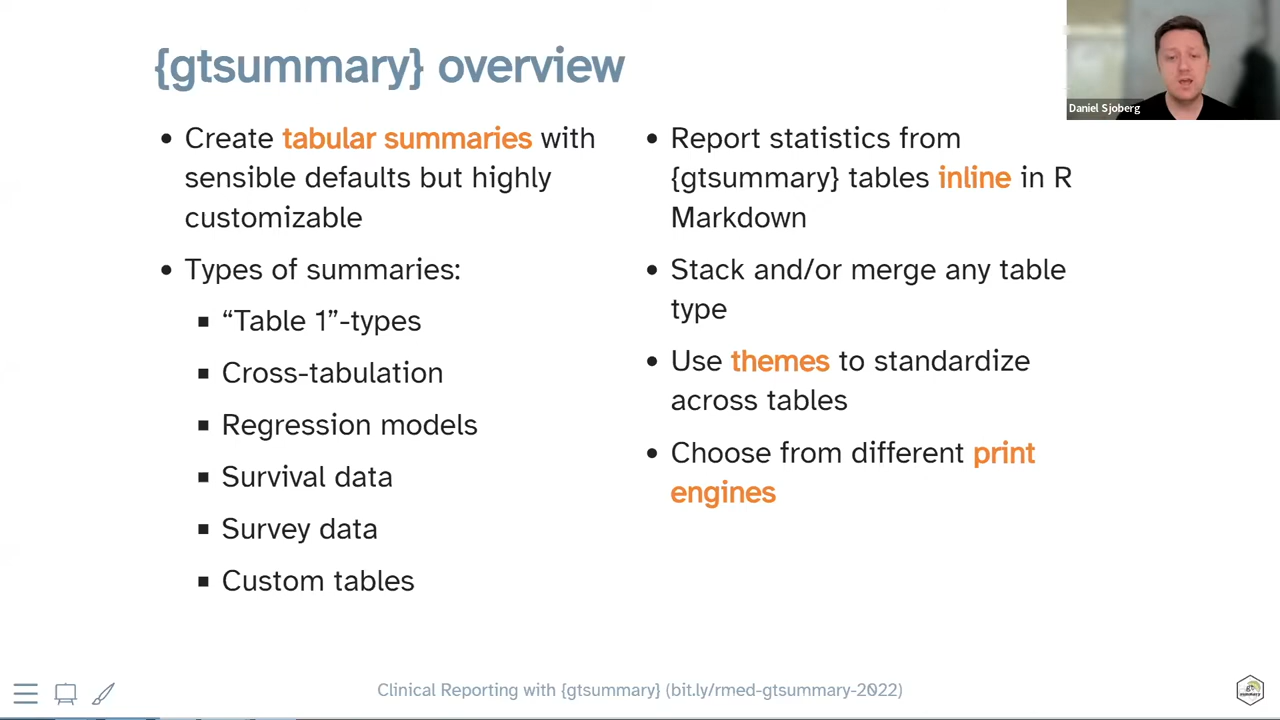 {gtsummary} overview
Create tabular summaries with
sensible defaults but highly
customizable
Types of summaries:
“Table 1”-types
Cross-tabulation
Regression models
Survival data
Survey data
Custom tables
Report statistics from
{gtsummary} tables inline in R
Markdown
Stack and/or merge any table
type
Use themes to standardize
across tables
Choose from different print
engines
Daniel Sjoberg
Clinical Reporting with {gtsummary} (bit.ly/rmed-gtsummary-2022)